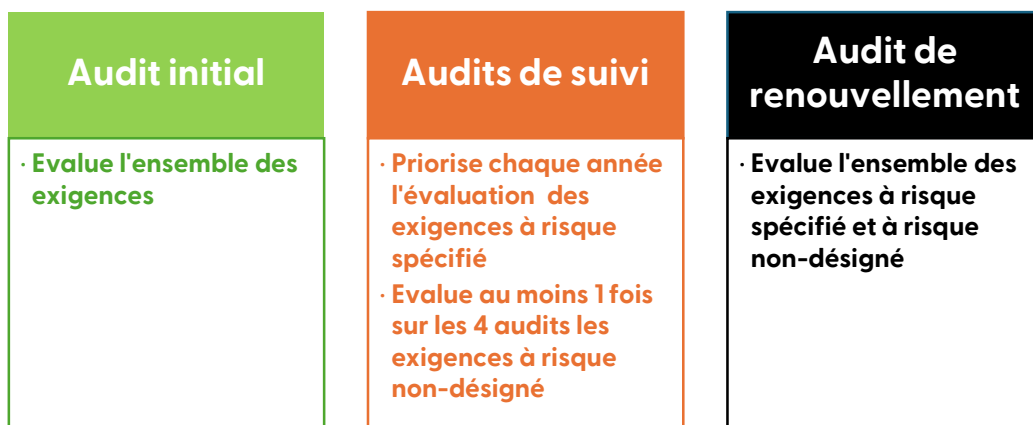 Audit initial
· Evalue l'ensemble des
exigences
Audits de suivi
· Priorise chaque année
l'évaluation des
exigences à risque
spécifié
· Evalue au moins 1 fois
sur les 4 audits les
exigences à risque
non-désigné
Audit de
renouvellement
· Evalue l'ensemble des
exigences à risque
spécifié et à risque
non-désigné